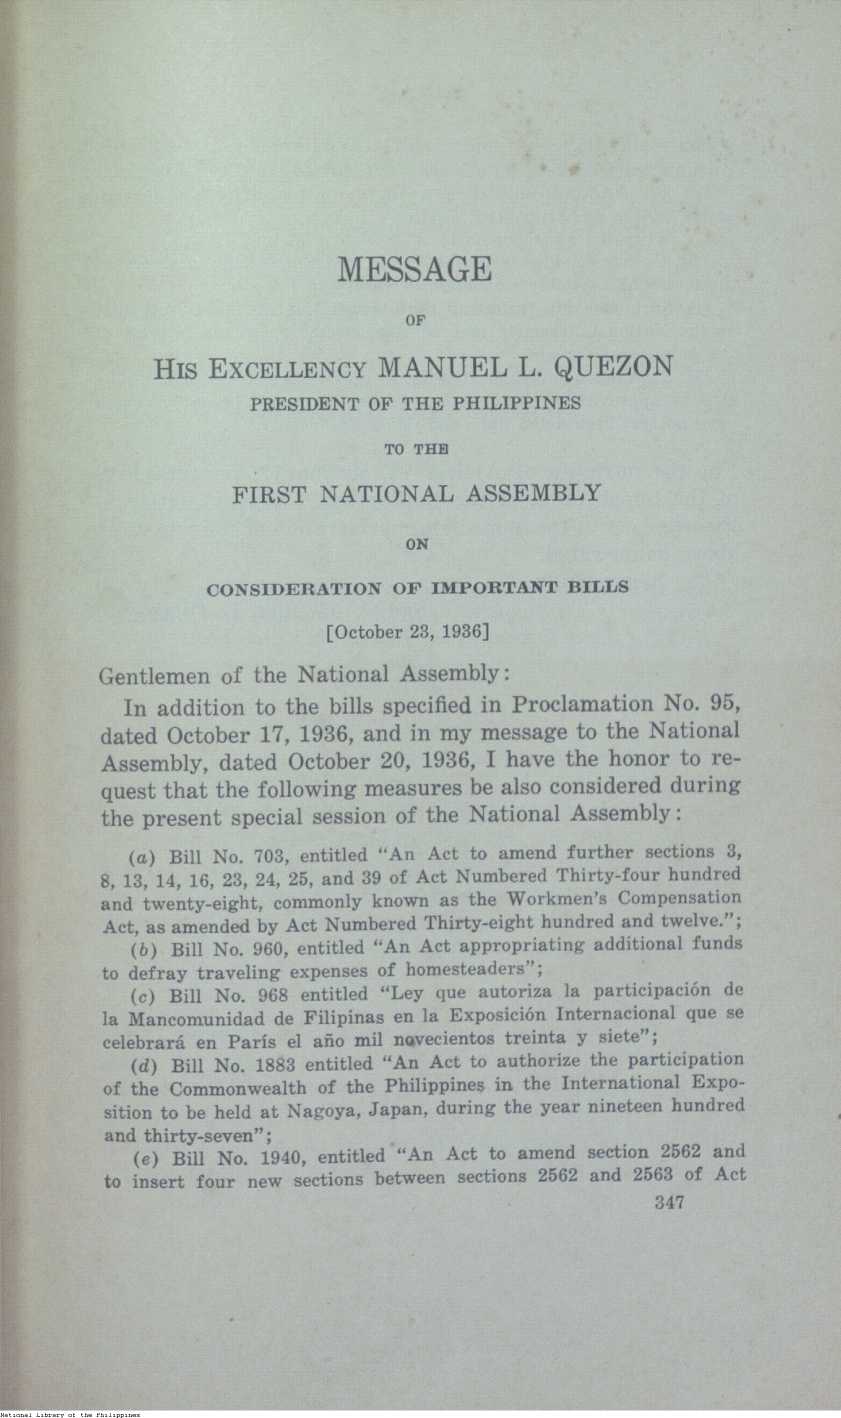 MESSAGE
OF
HIS EXCELLENCY MANUEL L. QUEZON
PRESIDENT OF THE PHILIPPINES
TO THE
FIRST NATIONAL ASSEMBLY
ON
CONSIDERATION OF IMPORTANT BILLS
[October 23, 1936]
Gentlemen of the National Assembly:
In addition to the bills specified in Proclamation No. 95,
dated October 17, 1936, and in my message to the National
Assembly, dated October 20, 1936, I have the honor to re-
quest that the following measures be also considered during
the present special session of the National Assembly:
(a) Bill No. 703, entitled “An Act to amend further sections 3,
8, 13, 14, 16, 23, 24, 25, and 39 of Act Numbered Thirty-four hundred
and twenty-eight, commonly known as the Workmen’s Compensation
Act, as amended by Act Numbered Thirty-eight hundred and twelve.”;
(b) Bill No. 960, entitled “An Act appropriating additional funds
to defray traveling expenses of homesteaders”;
(c) Bill No. 968 entitled “Ley que autoriza la participación de
la Mancomunidad de Filipinas en la Exposición Internacional que se
celebrará en París el año mil novecientos treinta y siete”;
(d) Bill No. 1883 entitled “An Act to authorize the participation
of the Commonwealth of the Philippines in the International Expo-
sition to be held at Nagoya, Japan, during the year nineteen hundred
and thirty-seven”;
(e) Bill No. 1940, entitled “An Act to amend section 2562 and
to insert four new sections between sections 2562 and 2563 of Act
347
National Library of the Philippines